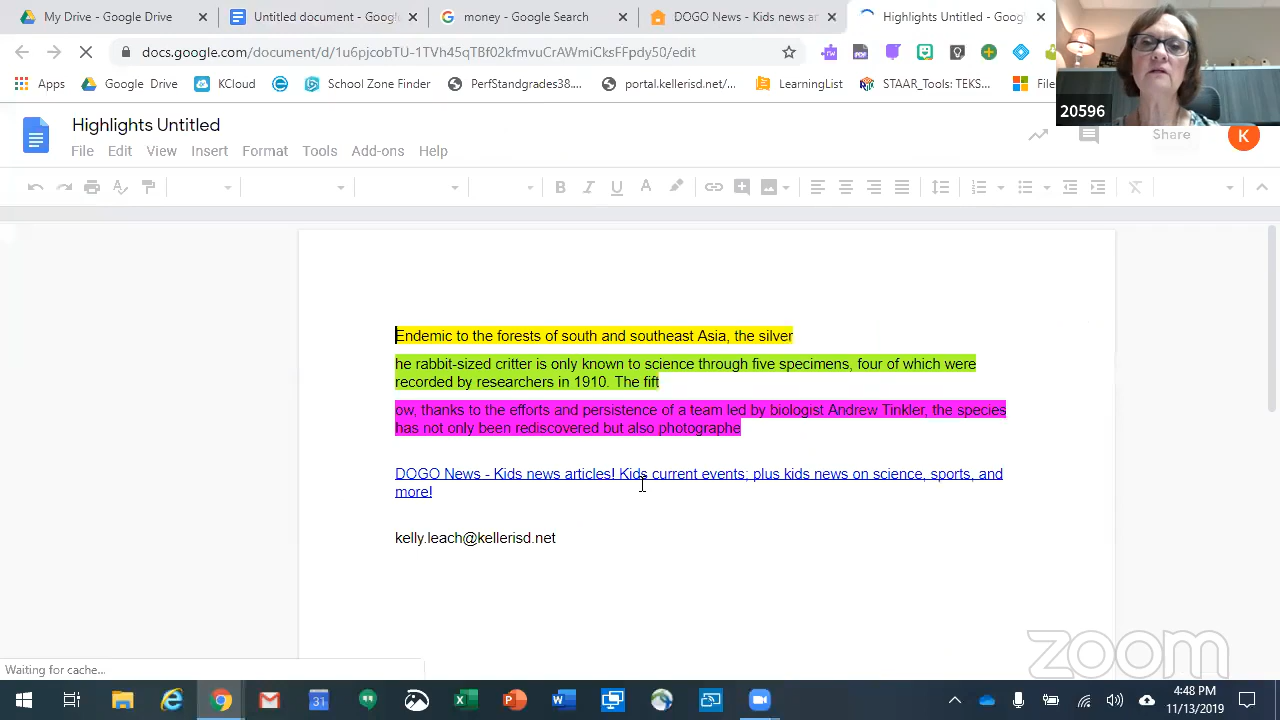 My Drive - Google Drive
Untitled document - Google
money - Google Search
DOGO News - Kids news ar
Highlights Untitled - Goog
docs.google.com/document/d/
/edit
Apps
Google Drive
KCloud
School Zone Finder
Perfstandgrades38....
portal.kellerisd.net/...
LearningList
STAAR_Tools: TEKS...
File
20596
Highlights Untitled
Share
K
File Edit View Insert Format Tools Add-ons Help
Endemic to the forests of south and southeast Asia, the silver
he rabbit-sized critter is only known to science through five specimens, four of which were
recorded by researchers in 1910. The fift
ow, thanks to the efforts and persistence of a team led by biologist Andrew Tinkler, the species
has not only been rediscovered but also photographe
DOGO News - Kids news articles! Kids current events; plus kids news on science, sports, and
more!
kelly.leach@kellerisd.net
zoom
Waiting for cache...
4:48 PM
11/13/2019